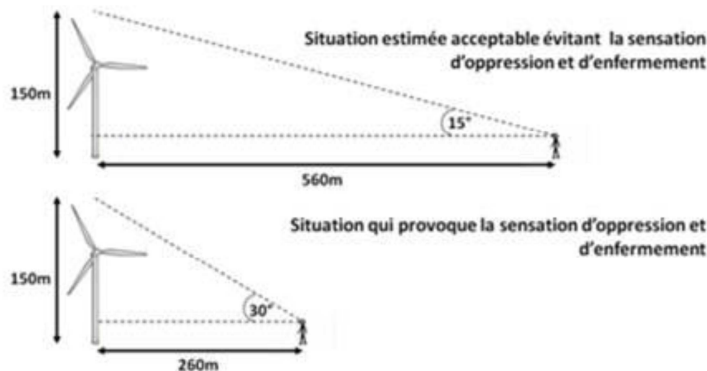 Situation estimée acceptable évitant la sensation
d'oppression et d'enfermement
150m
15°
560m
Situation qui provoque la sensation d'oppression et
d'enfermement
150m
30°
260m